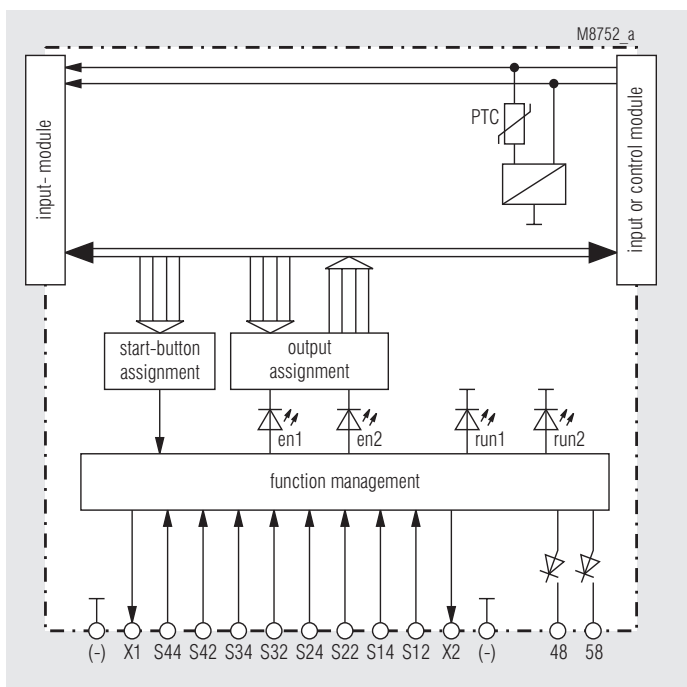 M8752_a
input- module
PTC
input or control module
start-button
assignment
output
assignment
en1
en2
run1
run2
function management
(-) X1 S44 S42 S34 S32 S24 S22 S14 S12 X2 (-) 48 58